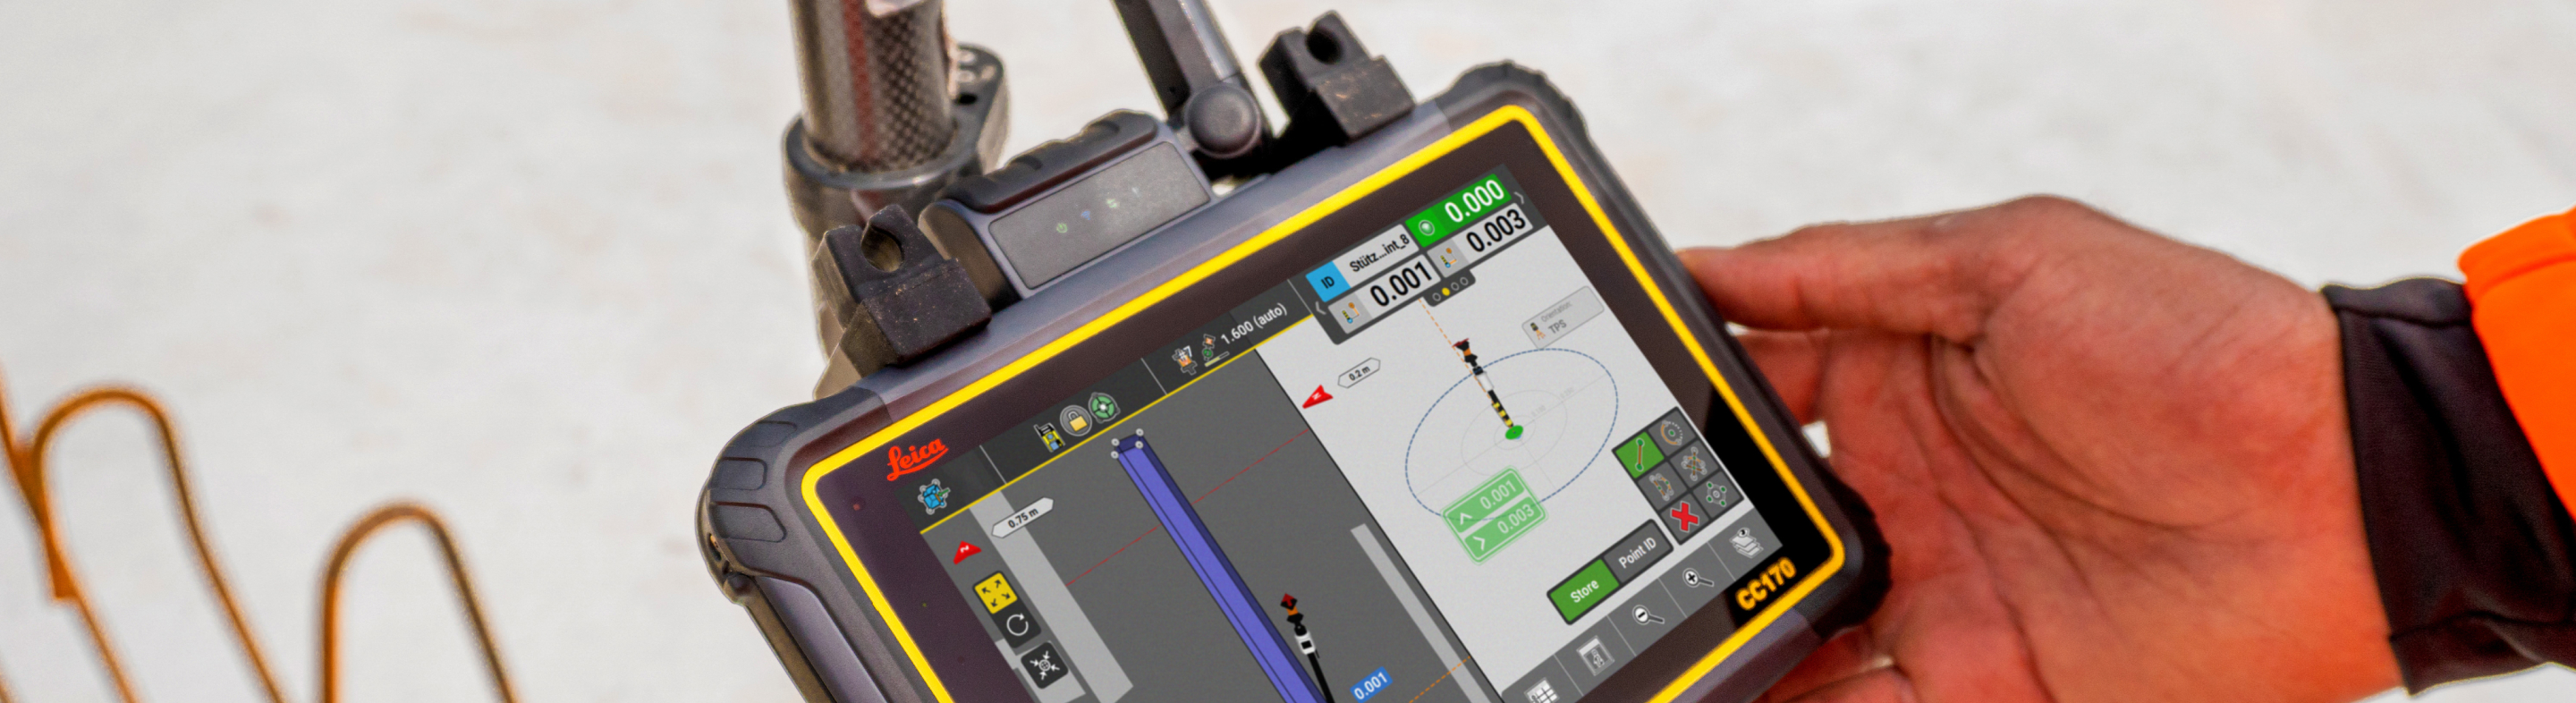 Leica
1.600 (auto)
ID
Stütz...int_8
0.000
0.001
0.003
Orientation
TPS
0.2 m
0.75 m
0.001
0.003
Store
Point ID
0.001
CC170